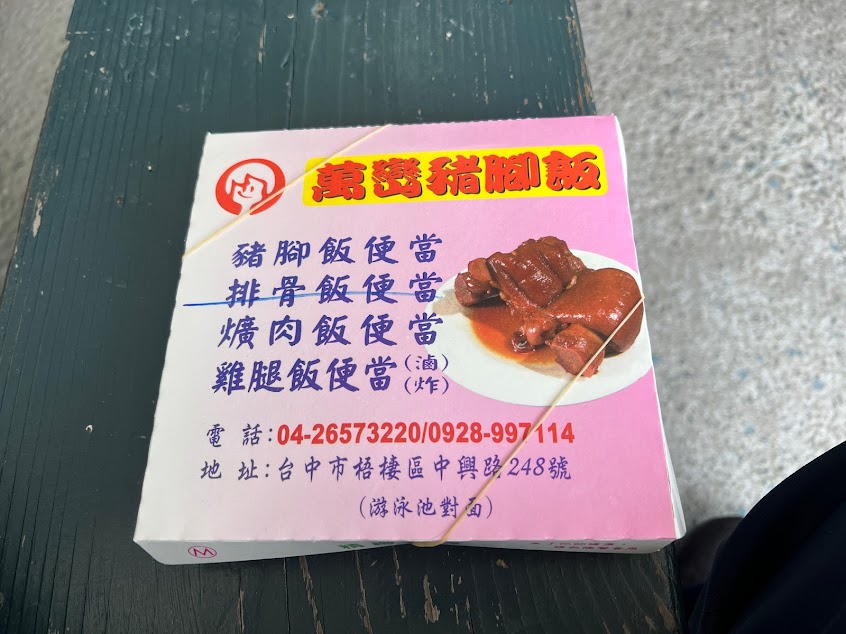 萬巒豬腳飯
豬腳飯便當
排骨飯便當
爌肉飯便當
雞腿飯便當(滷)(炸)
電話:04-26573220/0928-997114
地址:台中市梧棲區中興路248號
(游泳池對面)
M